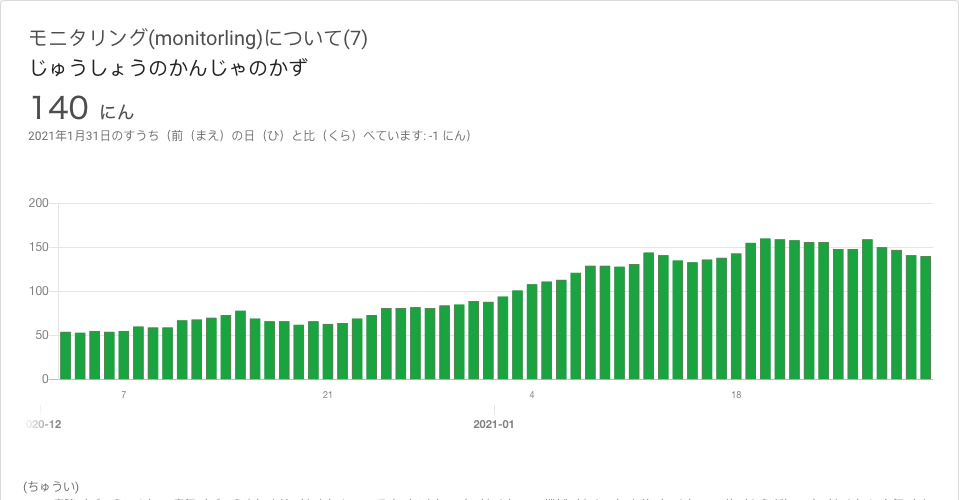 モニタリング(monitorling)について(7)
じゅうしょうのかんじゃのかず
140 にん
2021年1月31日のすうち（前（まえ）の日（ひ）と比（くら）べています: -1 にん）
200
150
100
50
0
7 21 4 18
020-12 2021-01
(ちゅうい)